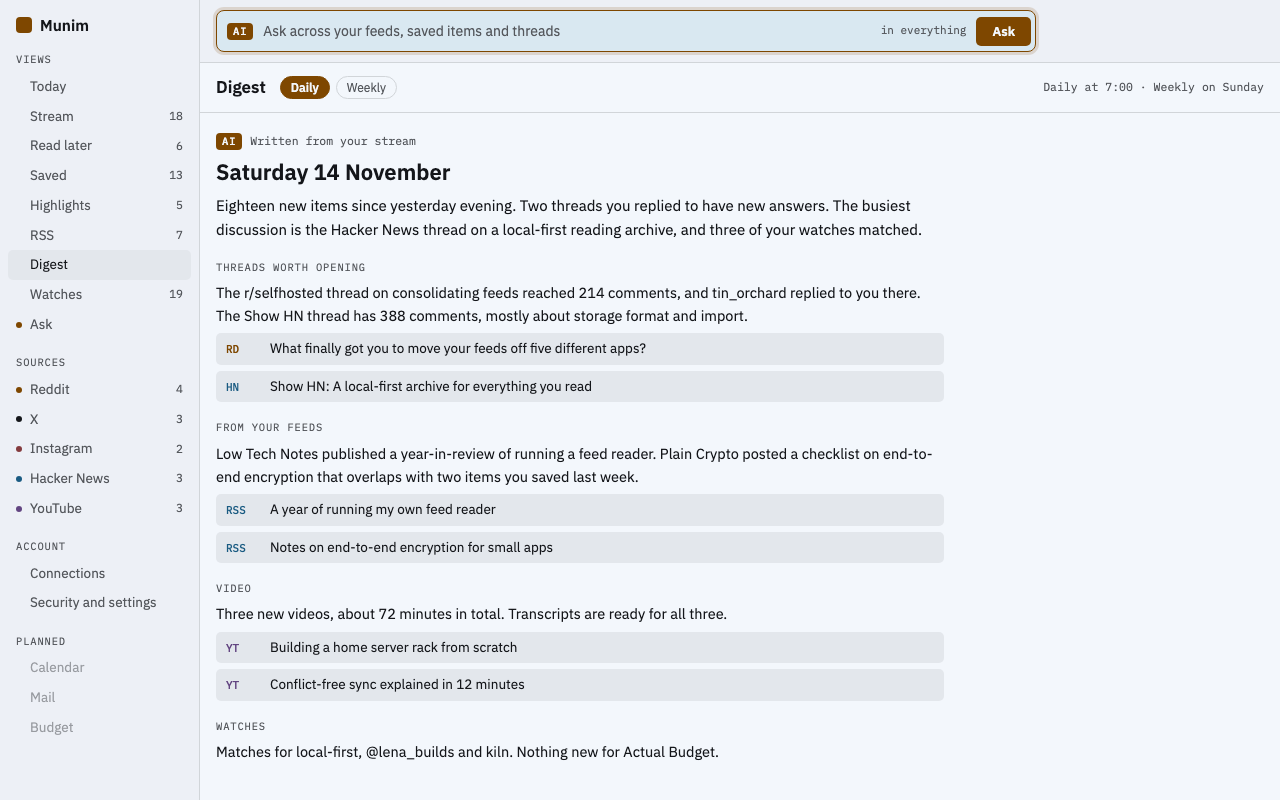 Munim
VIEWS
Today
Stream 18
Read later 6
Saved 13
Highlights 5
RSS 7
Digest
Watches 19
Ask
SOURCES
Reddit 4
X 3
Instagram 2
Hacker News 3
YouTube 3
ACCOUNT
Connections
Security and settings
PLANNED
Calendar
Mail
Budget
AI Ask across your feeds, saved items and threads in everything Ask
Digest Daily Weekly Daily at 7:00 · Weekly on Sunday
AI Written from your stream
Saturday 14 November
Eighteen new items since yesterday evening. Two threads you replied to have new answers. The busiest
discussion is the Hacker News thread on a local-first reading archive, and three of your watches matched.
THREADS WORTH OPENING
The r/selfhosted thread on consolidating feeds reached 214 comments, and tin_orchard replied to you there.
The Show HN thread has 388 comments, mostly about storage format and import.
RD What finally got you to move your feeds off five different apps?
HN Show HN: A local-first archive for everything you read
FROM YOUR FEEDS
Low Tech Notes published a year-in-review of running a feed reader. Plain Crypto posted a checklist on end-to-
end encryption that overlaps with two items you saved last week.
RSS A year of running my own feed reader
RSS Notes on end-to-end encryption for small apps
VIDEO
Three new videos, about 72 minutes in total. Transcripts are ready for all three.
YT Building a home server rack from scratch
YT Conflict-free sync explained in 12 minutes
WATCHES
Matches for local-first, @lena_builds and kiln. Nothing new for Actual Budget.